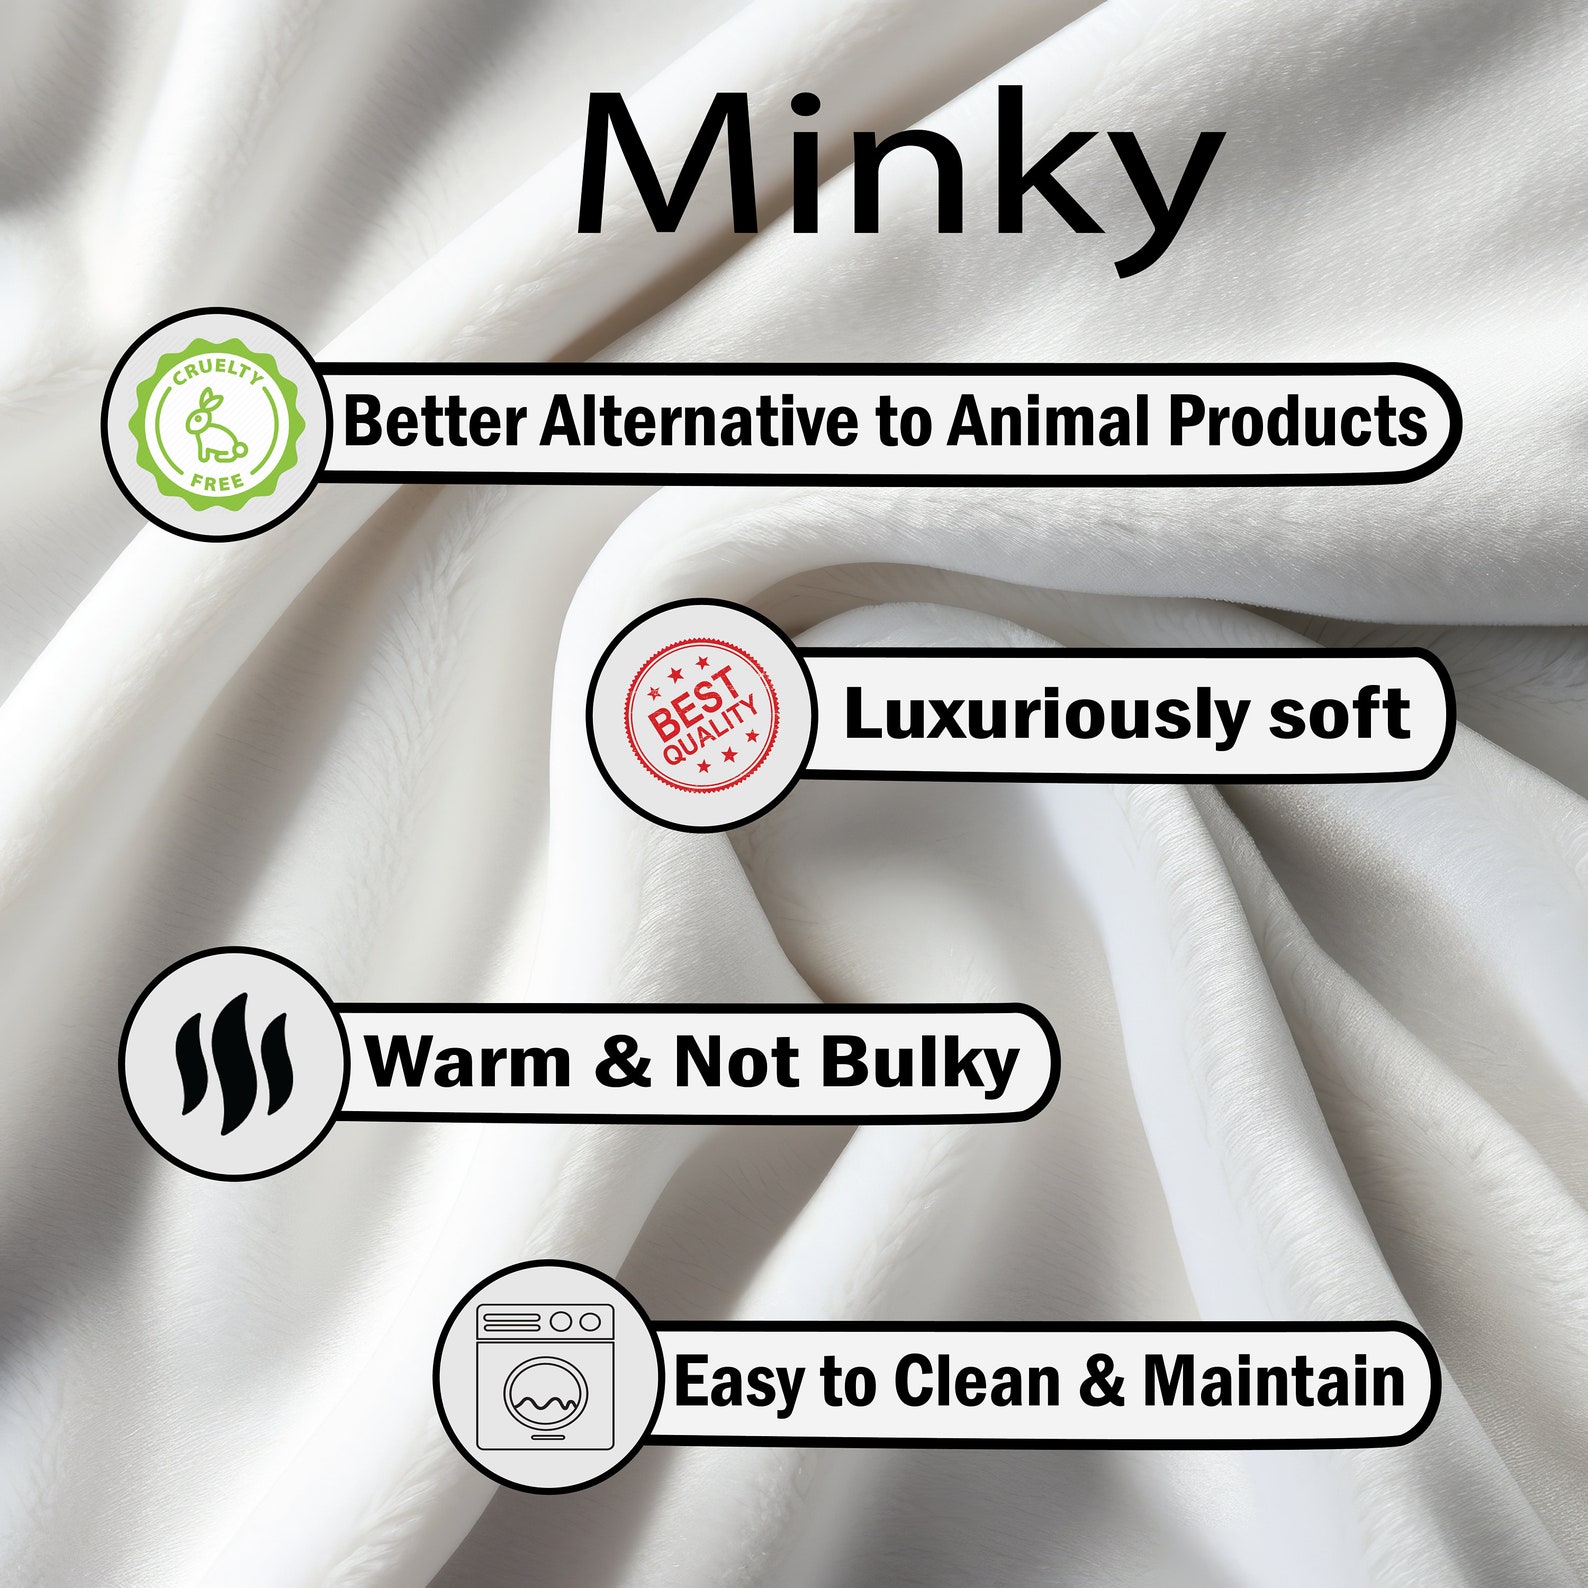 Minky
CRUELTY
FREE
Better Alternative to Animal Products
BEST
QUALITY
Luxuriously soft
Warm & Not Bulky
Easy to Clean & Maintain